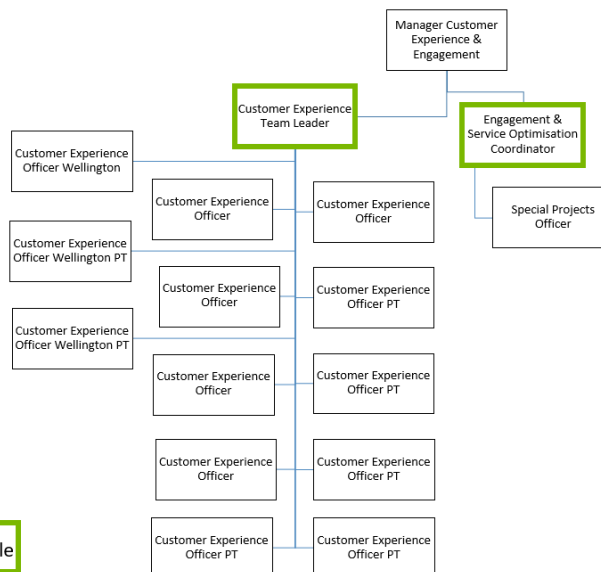 Manager Customer
Experience &
Engagement
Customer Experience
Team Leader
Engagement &
Service Optimisation
Coordinator
Customer Experience
Officer Wellington
Customer Experience
Officer
Customer Experience
Officer
Special Projects
Officer
Customer Experience
Officer Wellington PT
Customer Experience
Officer
Customer Experience
Officer PT
Customer Experience
Officer Wellington PT
Customer Experience
Officer
Customer Experience
Officer PT
Customer Experience
Officer
Customer Experience
Officer PT
Customer Experience
Officer PT
Customer Experience
Officer PT